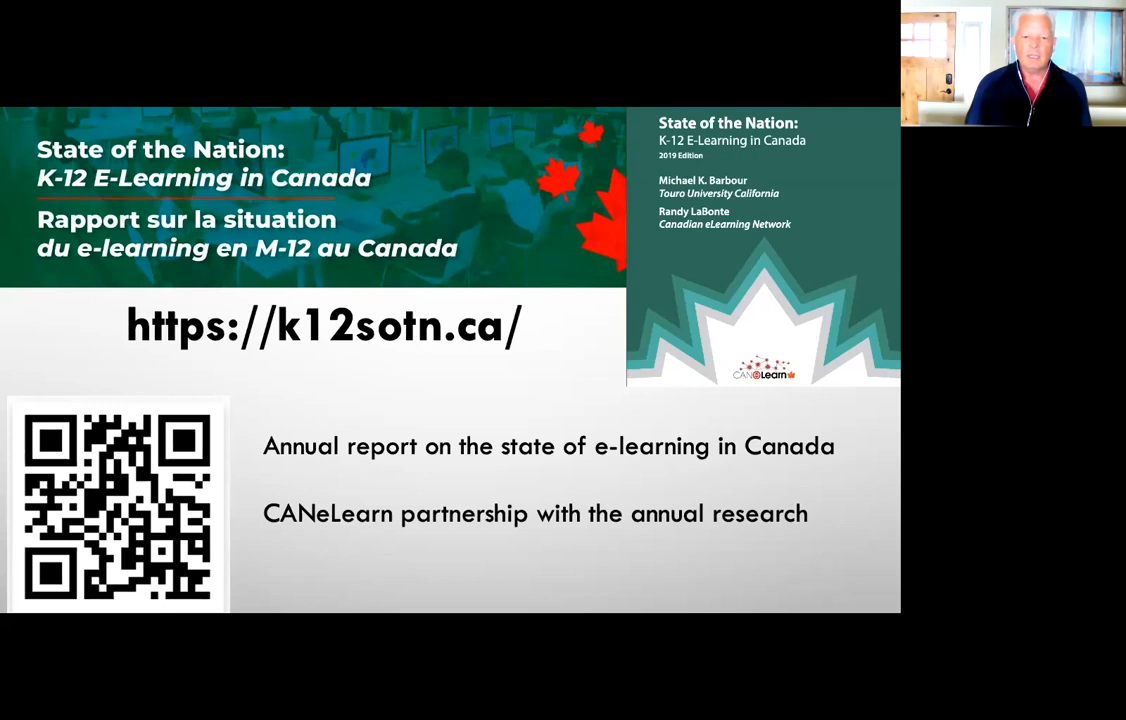 State of the Nation:
K-12 E-Learning in Canada
Rapport sur la situation
du e-learning en M-12 au Canada
State of the Nation:
K-12 E-Learning in Canada
2019 Edition
Michael K. Barbour
Touro University California
Randy LaBonte
Canadian eLearning Network
CANeLearn
https://k12sotn.ca/
Annual report on the state of e-learning in Canada
CANeLearn partnership with the annual research